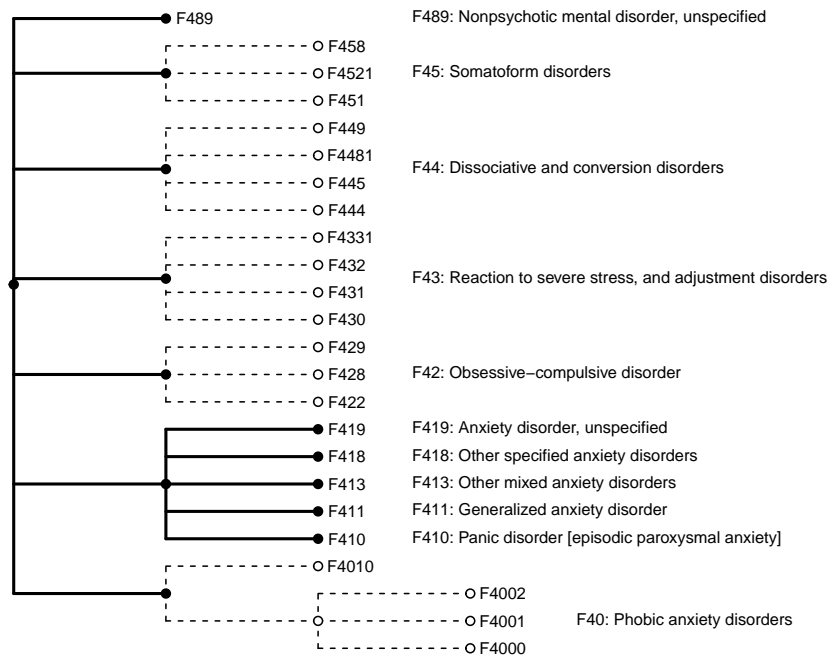 F489 F489: Nonpsychotic mental disorder, unspecified
F458
F4521 F45: Somatoform disorders
F451
F449
F4481 F44: Dissociative and conversion disorders
F445
F444
F4331
F432 F43: Reaction to severe stress, and adjustment disorders
F431
F430
F429
F428 F42: Obsessive−compulsive disorder
F422
F419 F419: Anxiety disorder, unspecified
F418 F418: Other specified anxiety disorders
F413 F413: Other mixed anxiety disorders
F411 F411: Generalized anxiety disorder
F410 F410: Panic disorder [episodic paroxysmal anxiety]
F4010
F4002
F4001 F40: Phobic anxiety disorders
F4000